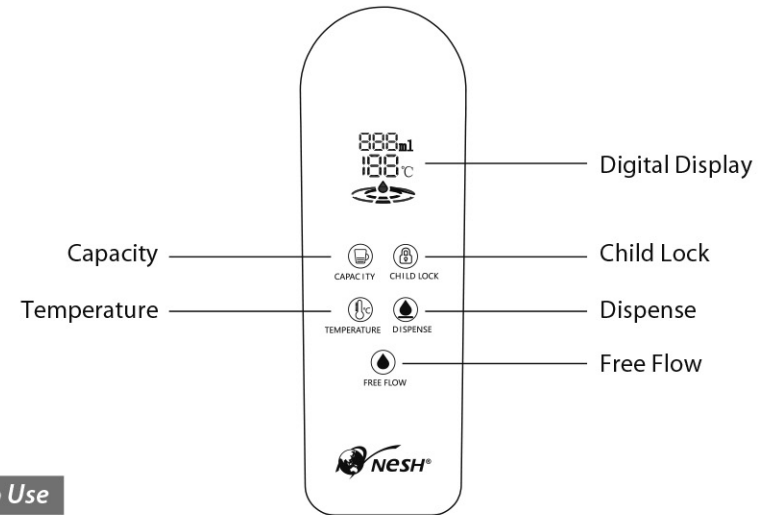 888ml
188°C
Digital Display
Capacity
CAPACITY
CHILD LOCK
Child Lock
Temperature
TEMPERATURE
DISPENSE
Dispense
Free Flow
FREE FLOW
NESH®
Use